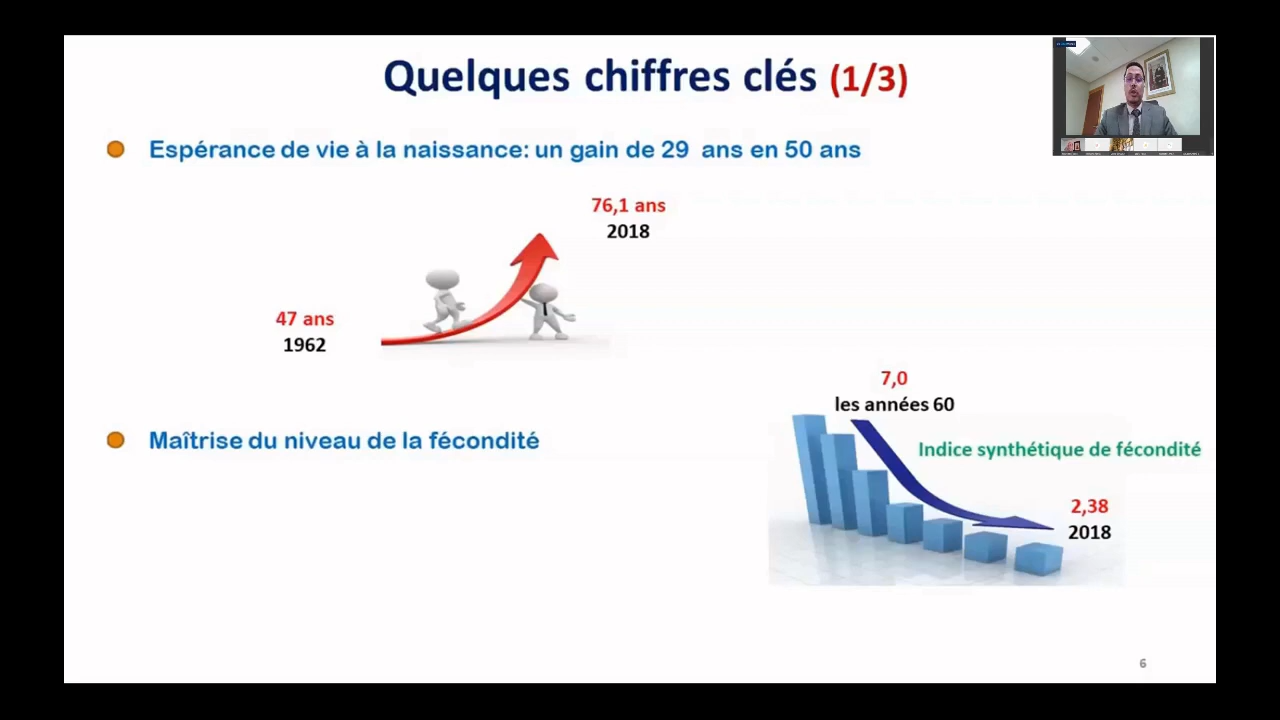 Quelques chiffres clés (1/3)
Espérance de vie à la naissance: un gain de 29 ans en 50 ans
76,1 ans
2018
47 ans
1962
7,0
les années 60
Maîtrise du niveau de la fécondité
Indice synthétique de fécondité
2,38
2018
6